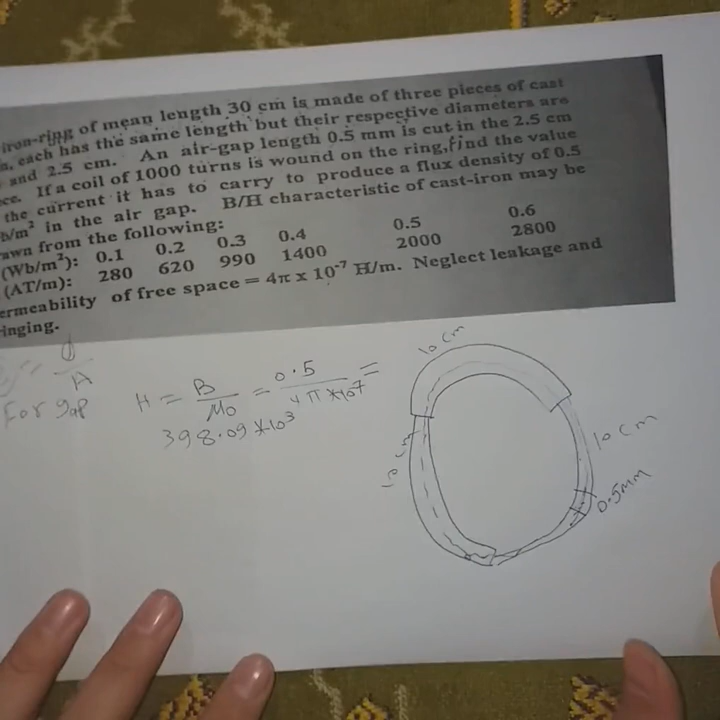 iron-ring of mean length 30 cm is made of three pieces of cast
each has the same length but their respective diameters are
and 2.5 cm. An air-gap length 0.5 mm is cut in the 2.5 cm
If a coil of 1000 turns is wound on the ring, find the value
the current it has to carry to produce a flux density of 0.5
/m² in the air gap. B/H characteristic of cast-iron may be
awn from the following:
(Wb/m²): 0.1 0.2 0.3 0.4 0.5 0.6
(AT/m): 280 620 990 1400 2000 2800
ermeability of free space = 4π x 10⁻⁷ H/m. Neglect leakage and
inging.
ϕ/A
For gap
H = B/μ0 = 0.5/4π*10⁷ =
398.09*10³
10 cm
10 cm
10 cm
0.5mm